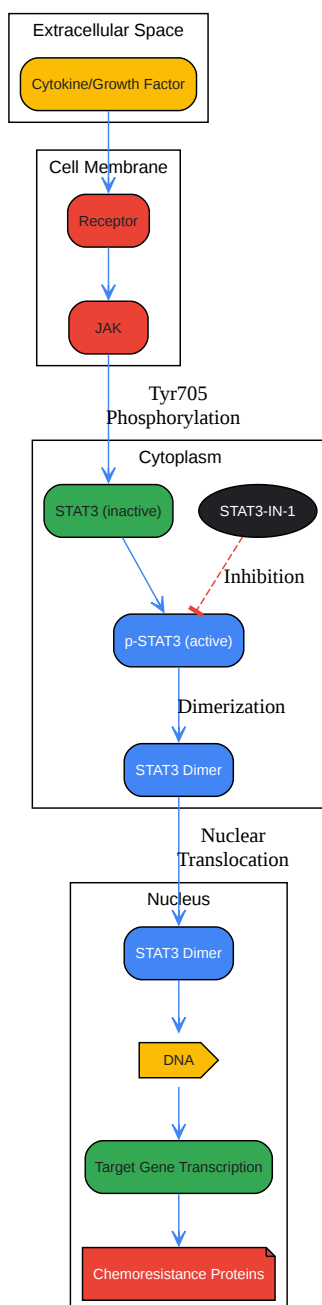 Extracellular Space
Cytokine/Growth Factor
Cell Membrane
Receptor
JAK
Tyr705
Phosphorylation
Cytoplasm
STAT3 (inactive)
STAT3-IN-1
Inhibition
p-STAT3 (active)
Dimerization
STAT3 Dimer
Nuclear
Translocation
Nucleus
STAT3 Dimer
DNA
Target Gene Transcription
Chemoresistance Proteins